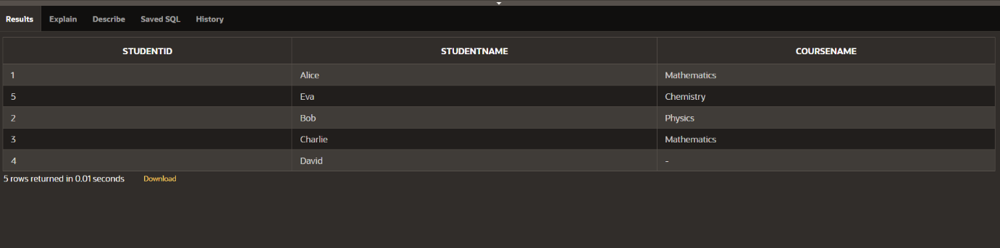 Results Explain Describe Saved SQL History
STUDENTID STUDENTNAME COURSENAME
1 Alice Mathematics
5 Eva Chemistry
2 Bob Physics
3 Charlie Mathematics
4 David -
5 rows returned in 0.01 seconds Download